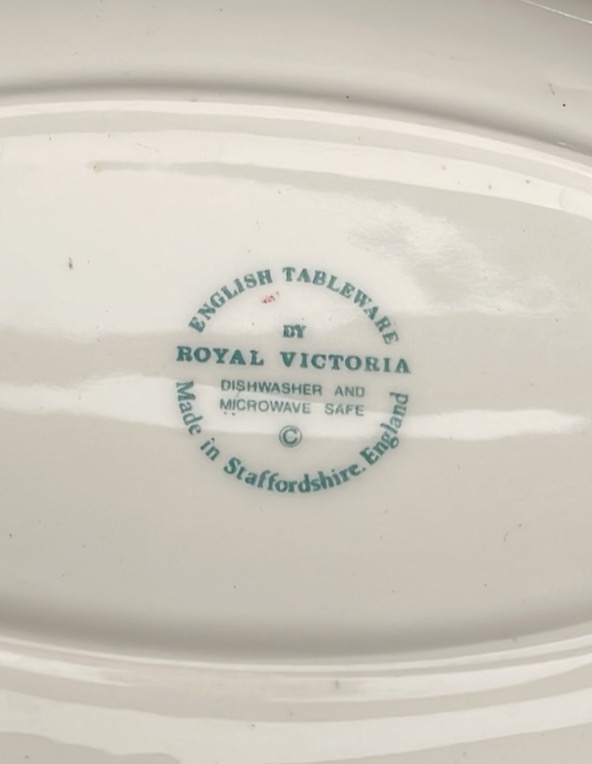 ENGLISH TABLEWARE
BY
ROYAL VICTORIA
DISHWASHER AND
MICROWAVE SAFE
©
Made in Staffordshire. England